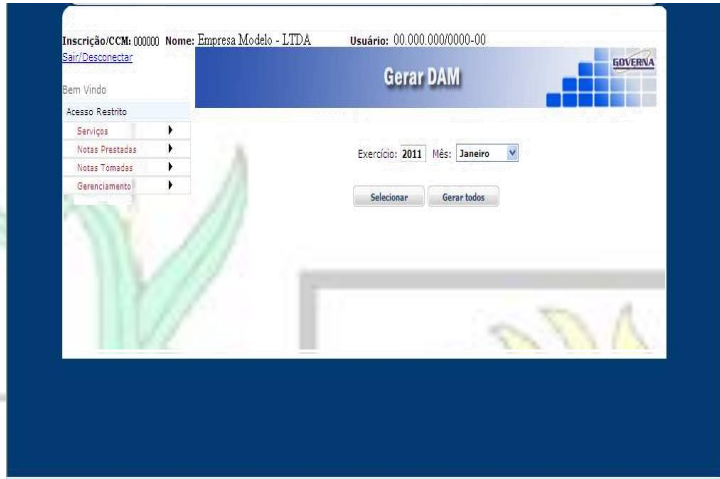 Inscrição/CCM: 000000 Nome: Empresa Modelo - LTDA Usuário: 00.000.000/0000-00
Sair/Desconectar
Gerar DAM
GOVERNA
Bem Vindo
Acesso Restrito
Serviços
Notas Prestadas
Notas Tomadas
Gerenciamento
Exercício: 2011 Mês: Janeiro
Selecionar Gerar todos